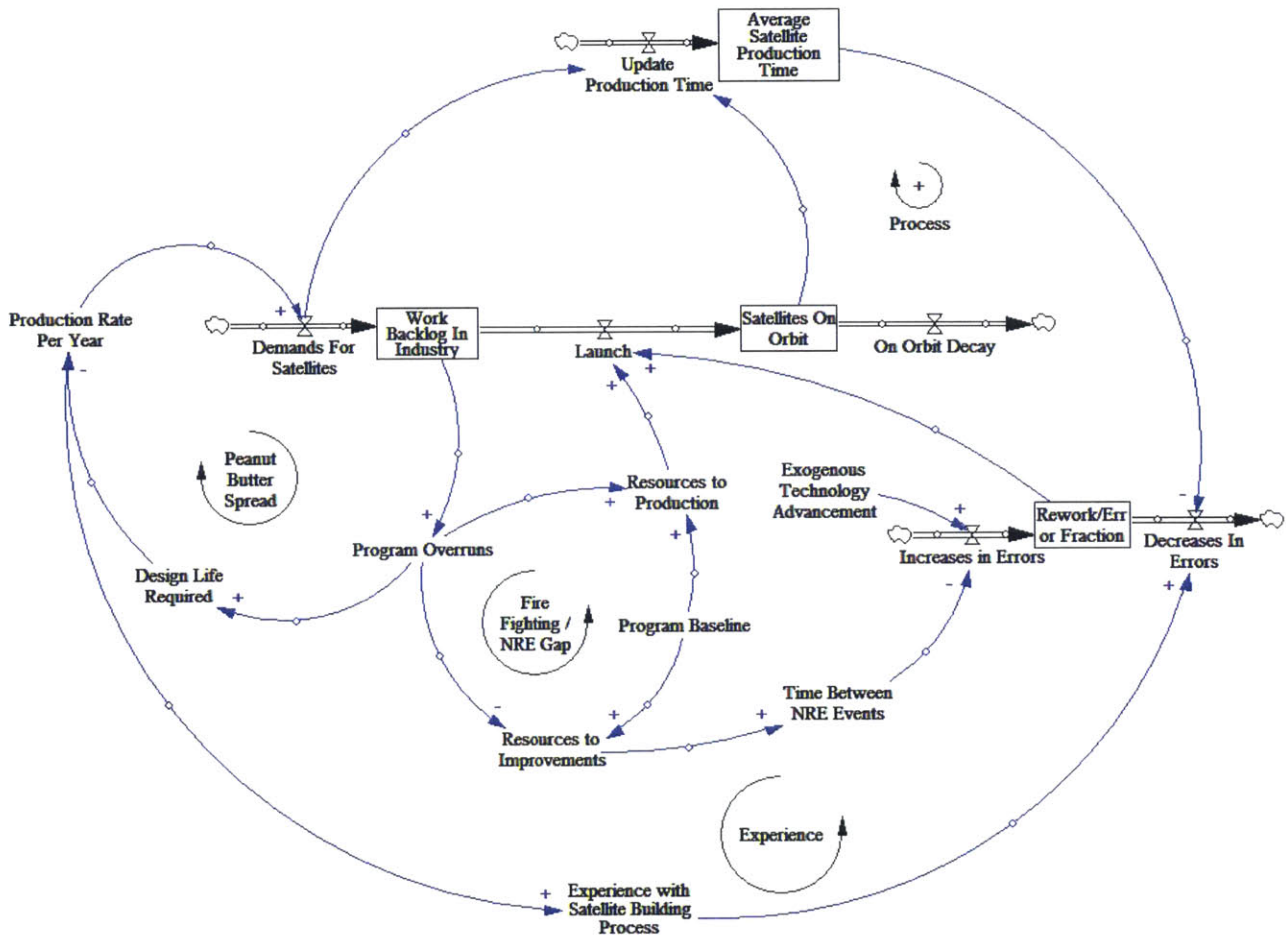 Average
Satellite
Production
Time
Update
Production Time
+
Process
Production Rate
Per Year
+
-
Demands For
Satellites
Work
Backlog In
Industry
Launch
+
+
Satellites On
Orbit
On Orbit Decay
Peanut
Butter
Spread
Resources to
Production
+
+
Exogenous
Technology
Advancement
+
Increases in Errors
-
Rework/Err
or Fraction
-
Decreases In
Errors
+
+
Program Overruns
Design Life
Required
+
Fire
Fighting /
NRE Gap
Program Baseline
-
+
Resources to
Improvements
+
Time Between
NRE Events
Experience
+
Experience with
Satellite Building
Process